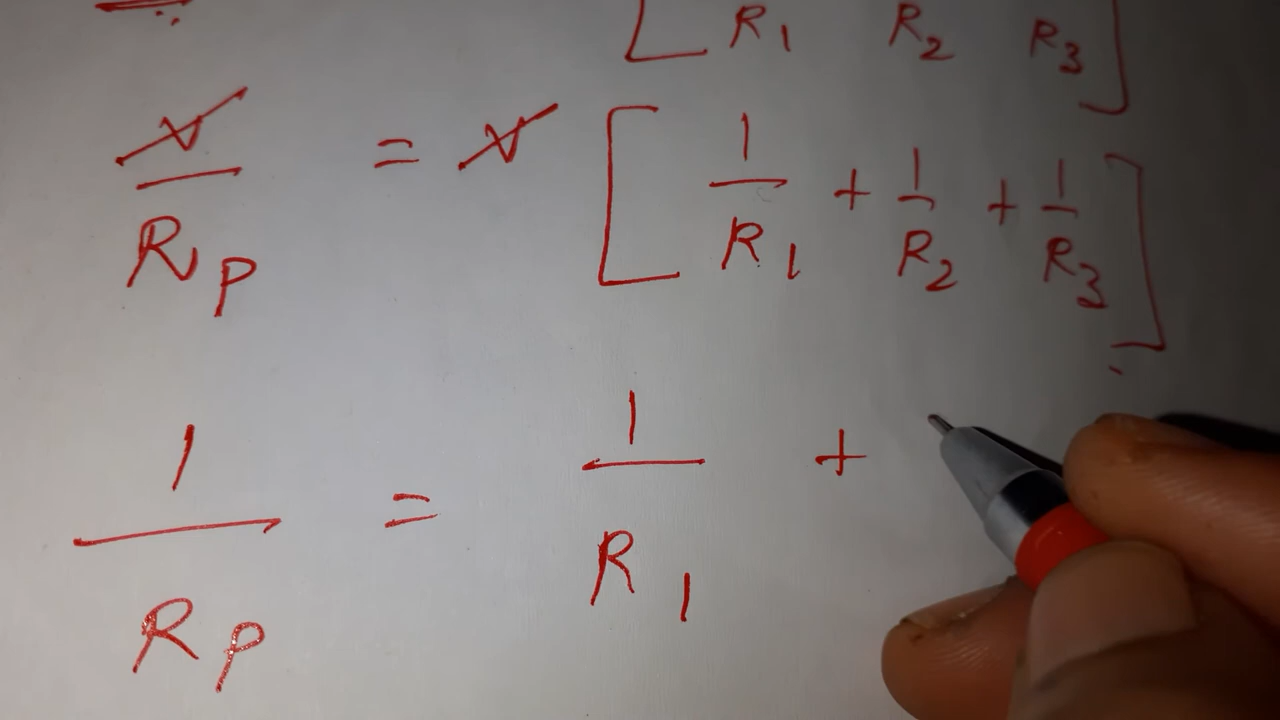 [ R1 R2 R3 ]
V/Rp = V [ 1/R1 + 1/R2 + 1/R3 ]
1/Rp = 1/R1 +